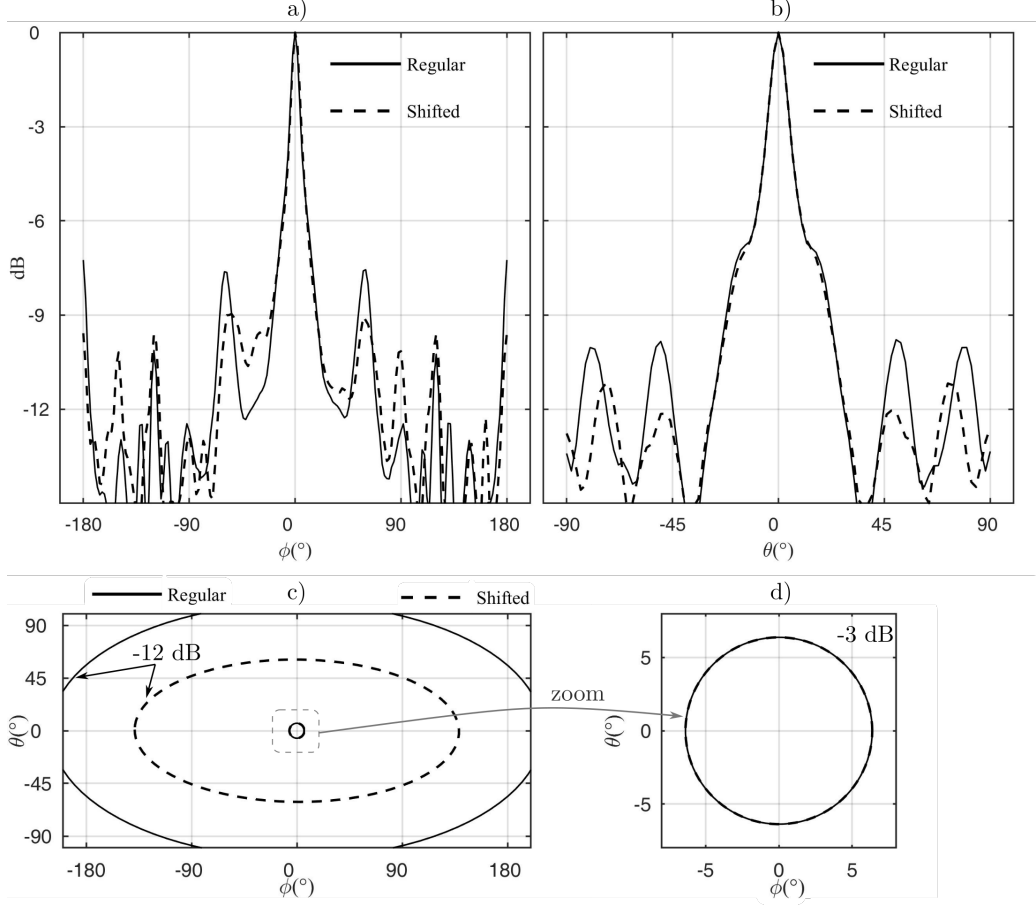 a)
b)
0
-3
-6
-9
-12
dB
Regular
Shifted
Regular
Shifted
-180
-90
0
90
180
ϕ(°)
-90
-45
0
45
90
θ(°)
c)
d)
Regular
Shifted
90
45
0
-45
-90
θ(°)
-12 dB
-180
-90
0
90
180
ϕ(°)
zoom
-3 dB
5
0
-5
θ(°)
-5
0
5
ϕ(°)